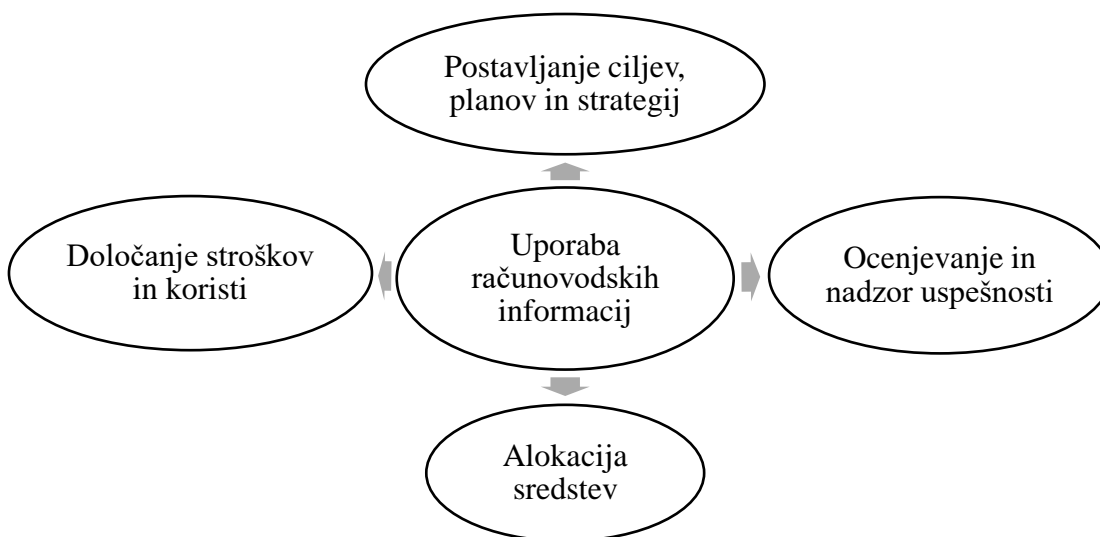 Postavljanje ciljev,
planov in strategij
Določanje stroškov
in koristi
Uporaba
računovodskih
informacij
Ocenjevanje in
nadzor uspešnosti
Alokacija
sredstev